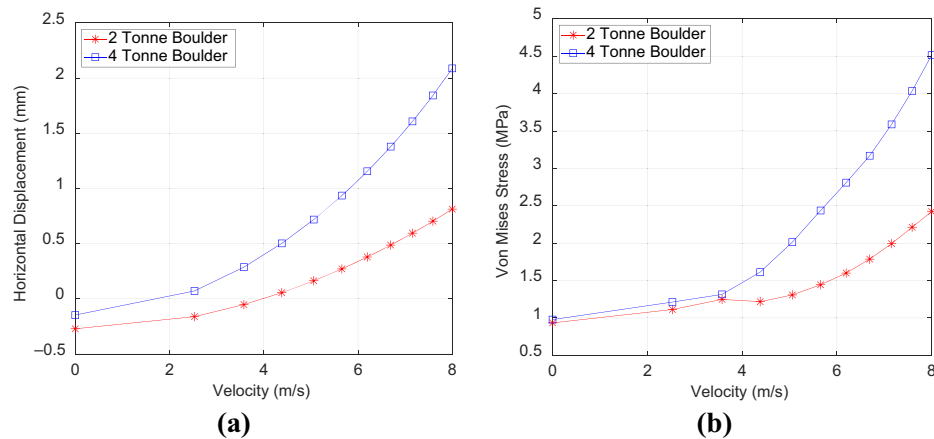 2.5
2
1.5
1
0.5
0
–0.5
Horizontal Displacement (mm)
2 Tonne Boulder
4 Tonne Boulder
0 2 4 6 8
Velocity (m/s)
(a)
5
4.5
4
3.5
3
2.5
2
1.5
1
0.5
Von Mises Stress (MPa)
2 Tonne Boulder
4 Tonne Boulder
0 2 4 6 8
Velocity (m/s)
(b)